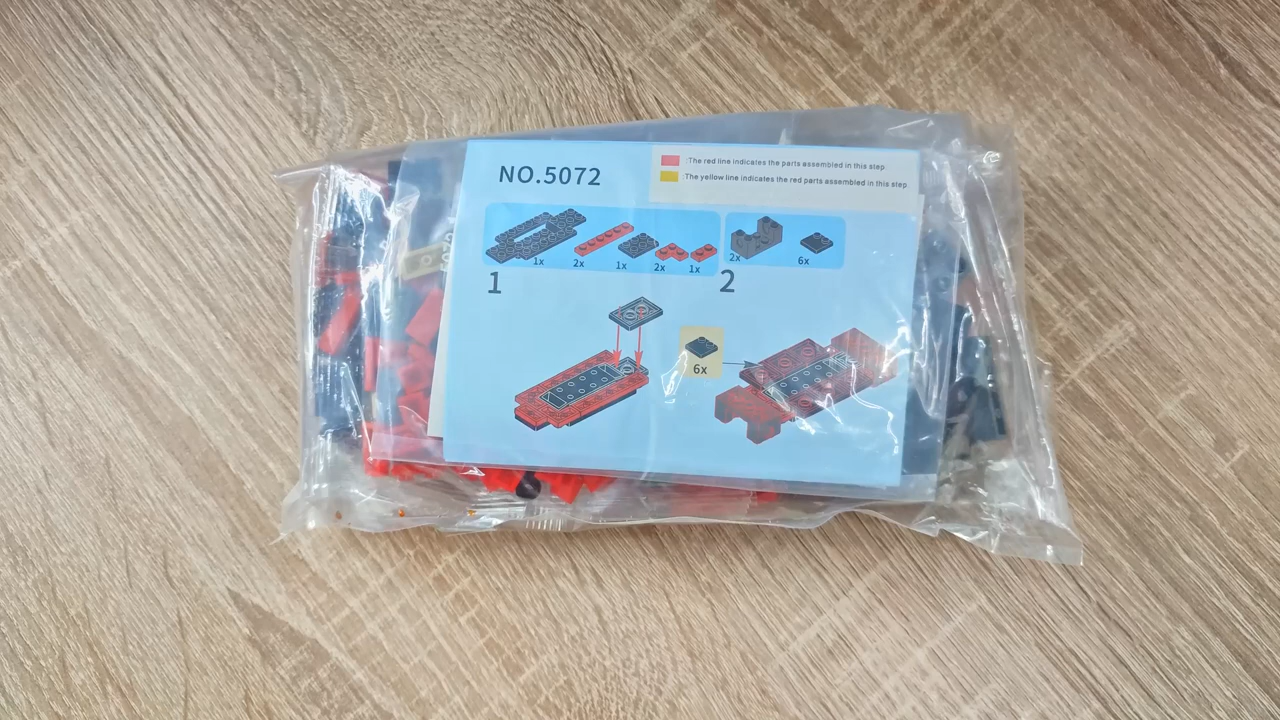 NO.5072
:The red line indicates the parts assembled in this step.
:The yellow line indicates the red parts assembled in this step.
1x
2x
1x
2x
1x
2x
6x
1
2
6x